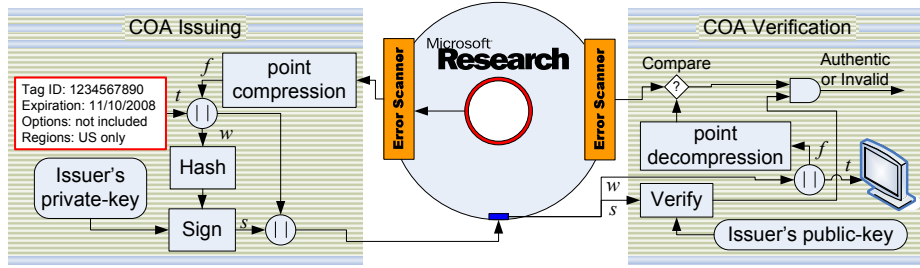 COA Issuing
Tag ID: 1234567890
Expiration: 11/10/2008
Options: not included
Regions: US only
t
f
point
compression
| |
w
Hash
Issuer's
private-key
Sign
s
| |
Error Scanner
Microsoft
Research
Error Scanner
w
s
COA Verification
Compare
?
Authentic
or Invalid
point
decompression
f
| |
t
Verify
Issuer's public-key